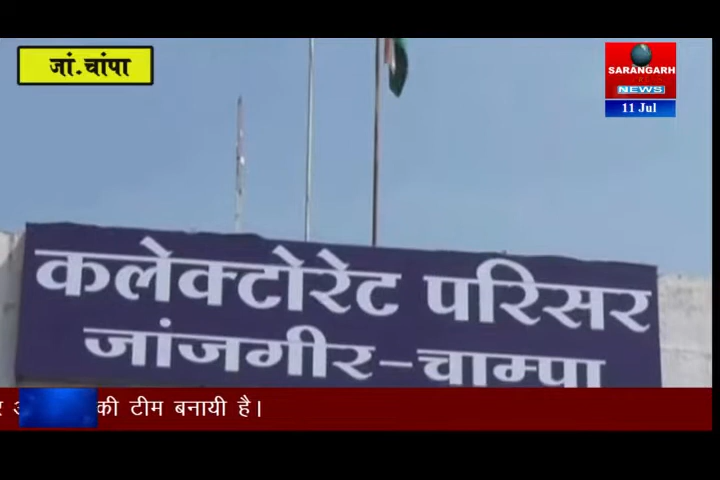 जां.चांपा
SARANGARH
NEWS
11 Jul
कलेक्टोरेट परिसर
जांजगीर-चाम्पा
की टीम बनायी है।